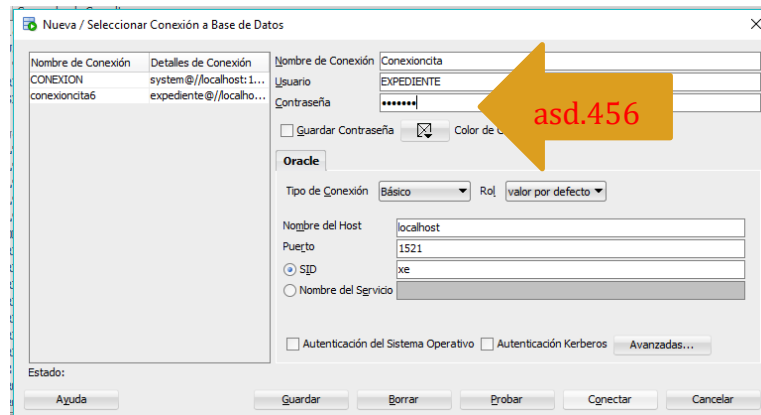 Nueva / Seleccionar Conexión a Base de Datos
Nombre de Conexión Detalles de Conexión
CONEXION system@//localhost:1...
conexioncita6 expediente@//localho...
Nombre de Conexión Conexioncita
Usuario EXPEDIENTE
Contraseña •••••••
asd.456
Guardar Contraseña Color de
Oracle
Tipo de Conexión Básico Rol valor por defecto
Nombre del Host localhost
Puerto 1521
SID xe
Nombre del Servicio
Autenticación del Sistema Operativo Autenticación Kerberos Avanzadas...
Estado:
Ayuda Guardar Borrar Probar Conectar Cancelar